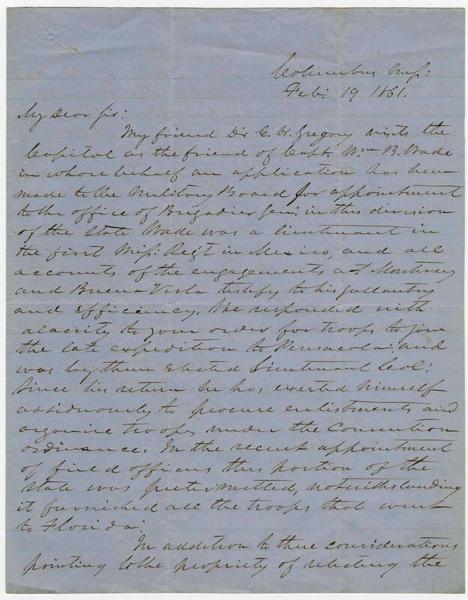 Columbus Miss:
Feb: 19 1861.
My Dear Sir:
My friend Dr C. H. Gregory visits the
Capitol as the friend of Capt. Wm B. Wade
in whose behalf an application has been
made to the Military Board for appointment
to the office of Brigadier Gen: in this division
of the State Wade was a lieutenant in
the first Miss. Regt in Mexico, and all
accounts of the engagements at Monterey
and Buena Vista testify to his gallantry
and efficiency. He responded with
alacrity to your order for troops to join
the late expedition to Pensacola: and
was by them elected Lieutenant Col:
Since his return he has exerted himself
assiduously to procure enlistments and
organize troops under the Convention
ordinance. In the recent appointment
of field officers this portion of the
State was pretermitted, notwithstanding
it furnished all the troops that went
to Florida.
In addition to these considerations
pointing to the propriety of selecting the